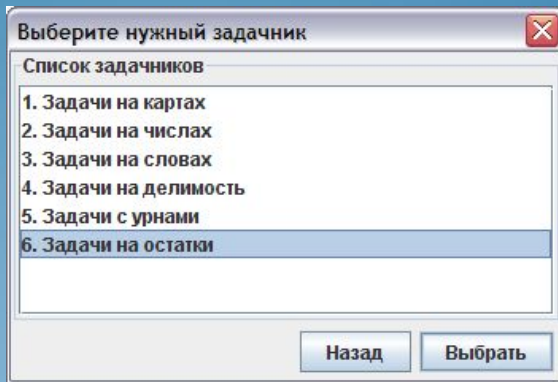 Выберите нужный задачник
Список задачников
1. Задачи на картах
2. Задачи на числах
3. Задачи на словах
4. Задачи на делимость
5. Задачи с урнами
6. Задачи на остатки
Назад
Выбрать